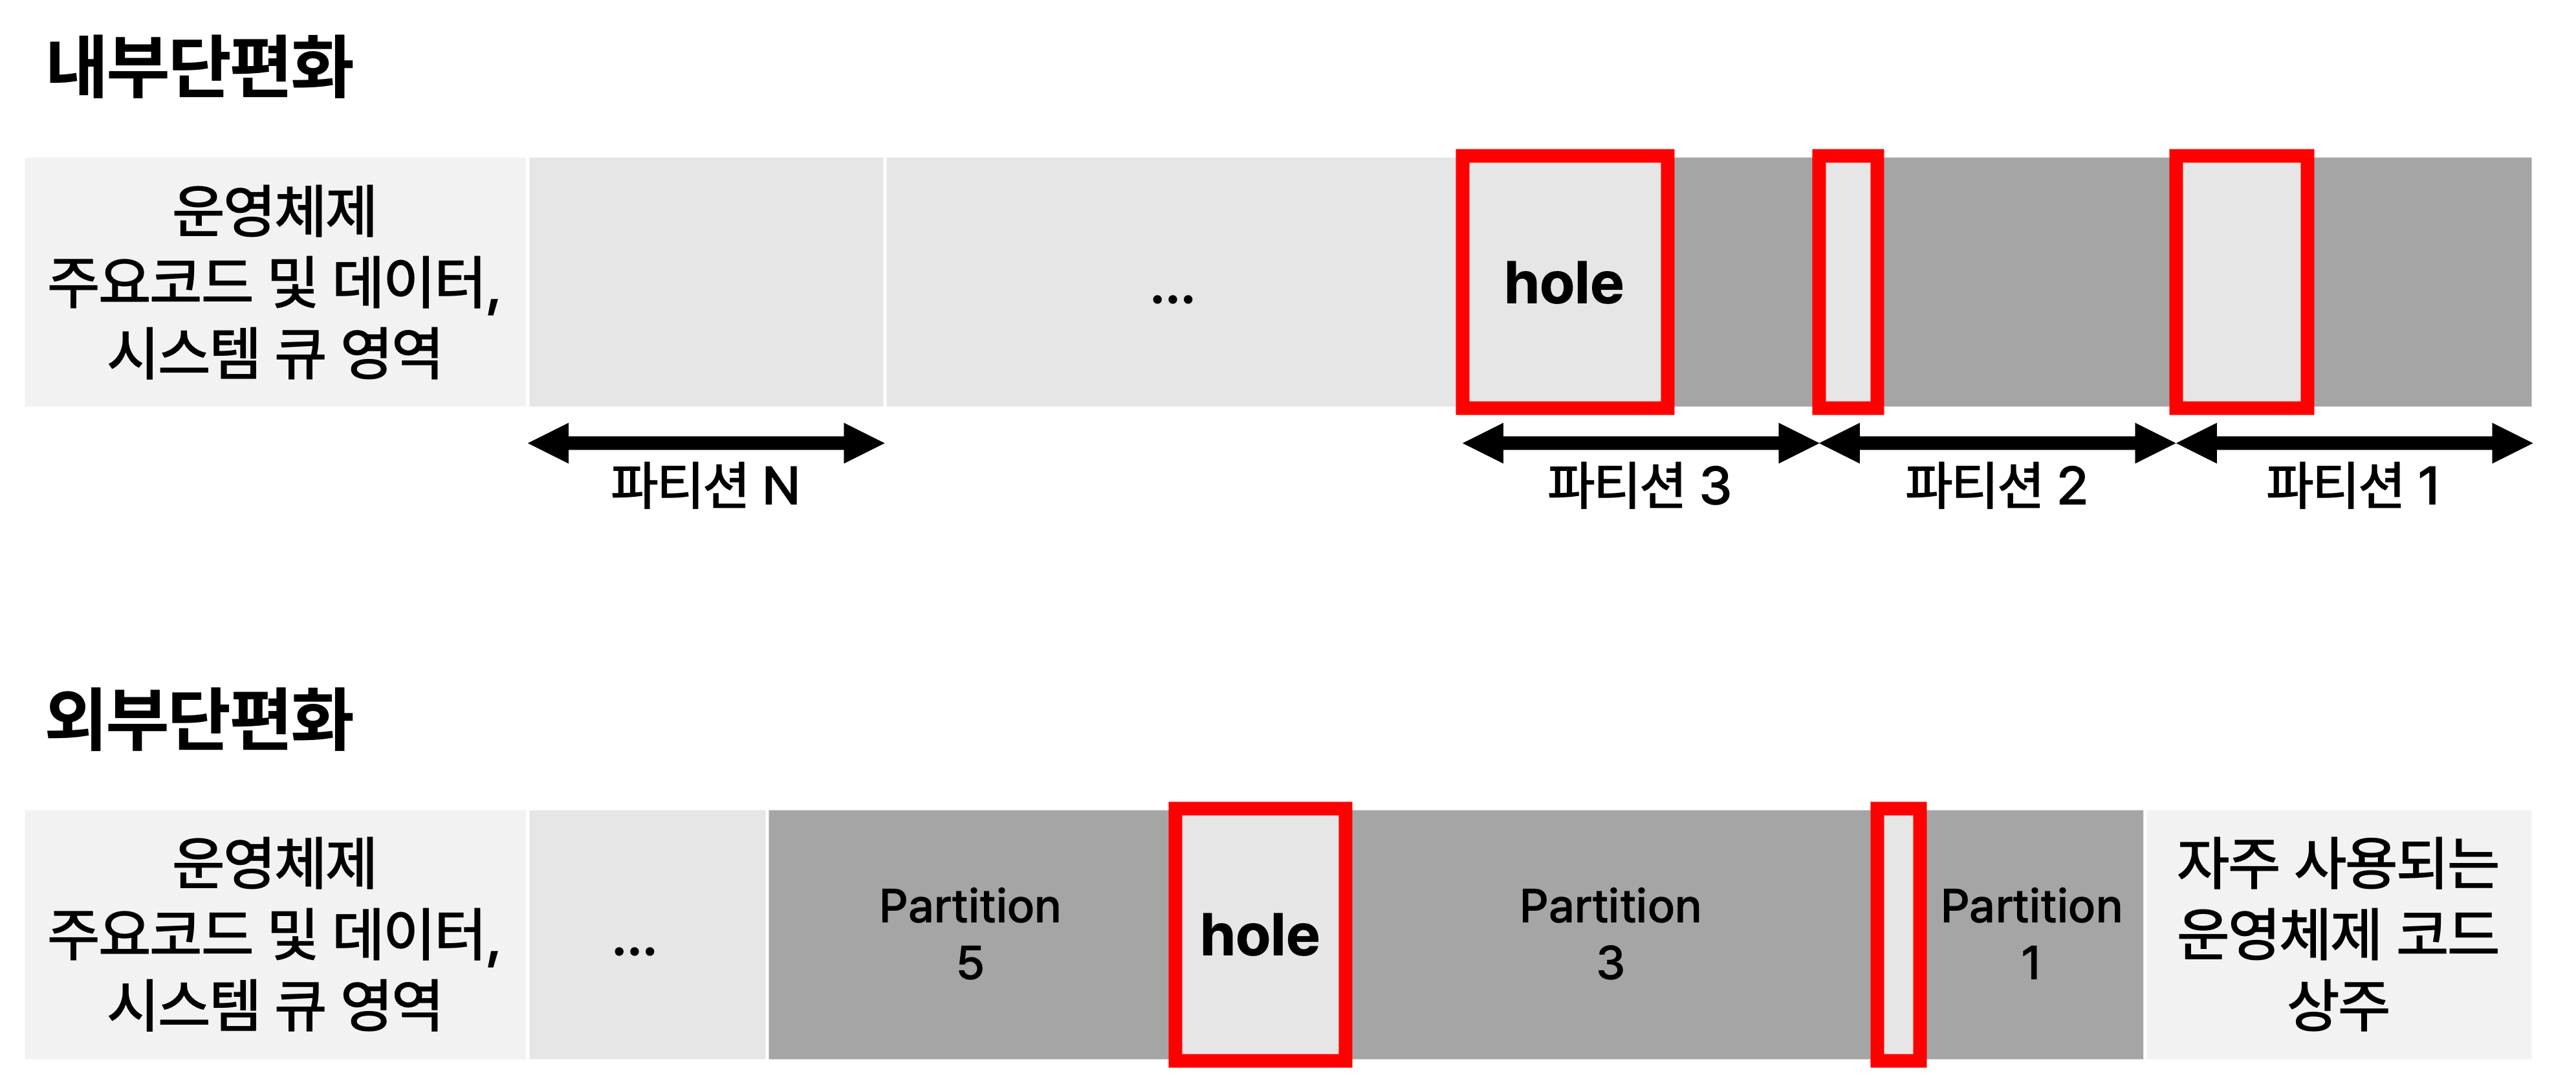 내부단편화
운영체제
주요코드 및 데이터,
시스템 큐 영역
...
hole
파티션 N
파티션 3
파티션 2
파티션 1
외부단편화
운영체제
주요코드 및 데이터,
시스템 큐 영역
...
Partition
5
hole
Partition
3
Partition
1
자주 사용되는
운영체제 코드
상주